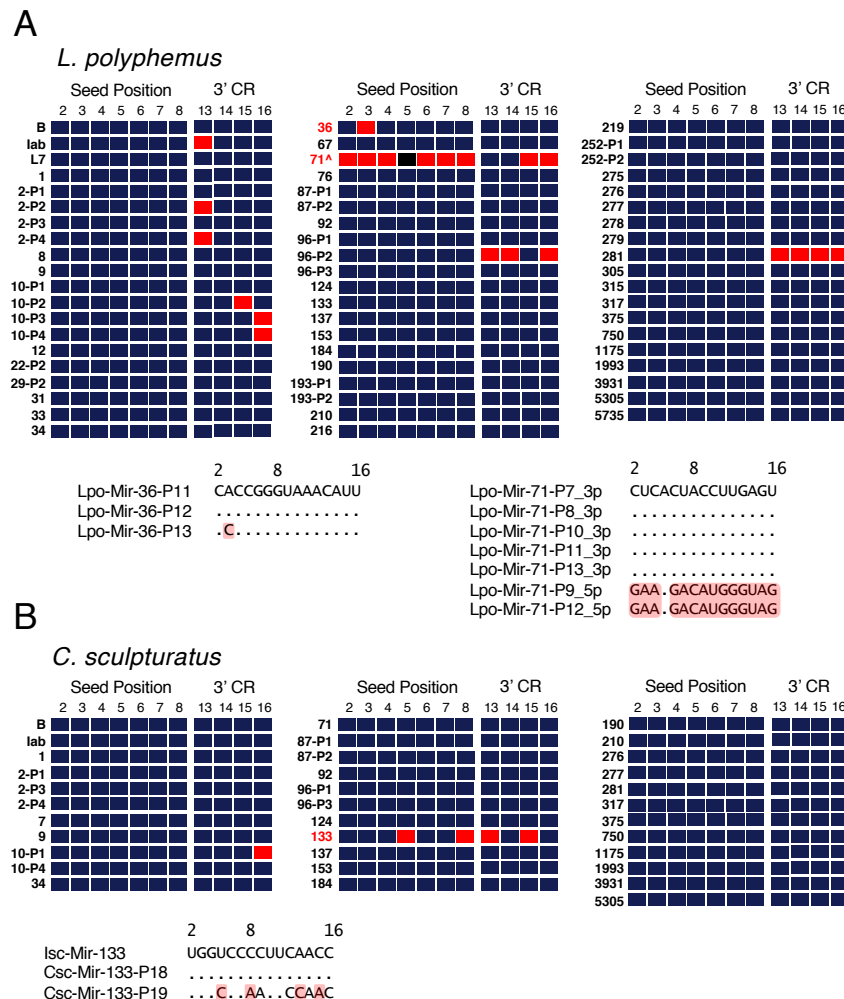 A
L. polyphemus
Seed Position 3’ CR
2 3 4 5 6 7 8 13 14 15 16
B
lab
L7
1
2-P1
2-P2
2-P3
2-P4
8
9
10-P1
10-P2
10-P3
10-P4
12
22-P2
29-P2
31
33
34
Seed Position 3’ CR
2 3 4 5 6 7 8 13 14 15 16
36
67
71^
76
87-P1
87-P2
92
96-P1
96-P2
96-P3
124
133
137
153
184
190
193-P1
193-P2
210
216
Seed Position 3’ CR
2 3 4 5 6 7 8 13 14 15 16
219
252-P1
252-P2
275
276
277
278
279
281
305
315
317
375
750
1175
1993
3931
5305
5735
2 8 16
Lpo-Mir-36-P11 CACCGGGUAAACAUU
Lpo-Mir-36-P12 ...............
Lpo-Mir-36-P13 .C.............
2 8 16
Lpo-Mir-71-P7_3p CUCACUACCUUGAGU
Lpo-Mir-71-P8_3p ...............
Lpo-Mir-71-P10_3p ...............
Lpo-Mir-71-P11_3p ...............
Lpo-Mir-71-P13_3p ...............
Lpo-Mir-71-P9_5p GAA.GACAUGGGUAG
Lpo-Mir-71-P12_5p GAA.GACAUGGGUAG
B
C. sculpturatus
Seed Position 3’ CR
2 3 4 5 6 7 8 13 14 15 16
B
lab
1
2-P1
2-P3
2-P4
7
9
10-P1
10-P4
34
Seed Position 3’ CR
2 3 4 5 6 7 8 13 14 15 16
71
87-P1
87-P2
92
96-P1
96-P3
124
133
137
153
184
Seed Position 3’ CR
2 3 4 5 6 7 8 13 14 15 16
190
210
276
277
281
317
375
750
1175
1993
3931
5305
2 8 16
Isc-Mir-133 UGGUCCCCUUCAACC
Csc-Mir-133-P18 ...............
Csc-Mir-133-P19 ...C..AA..CCAAC